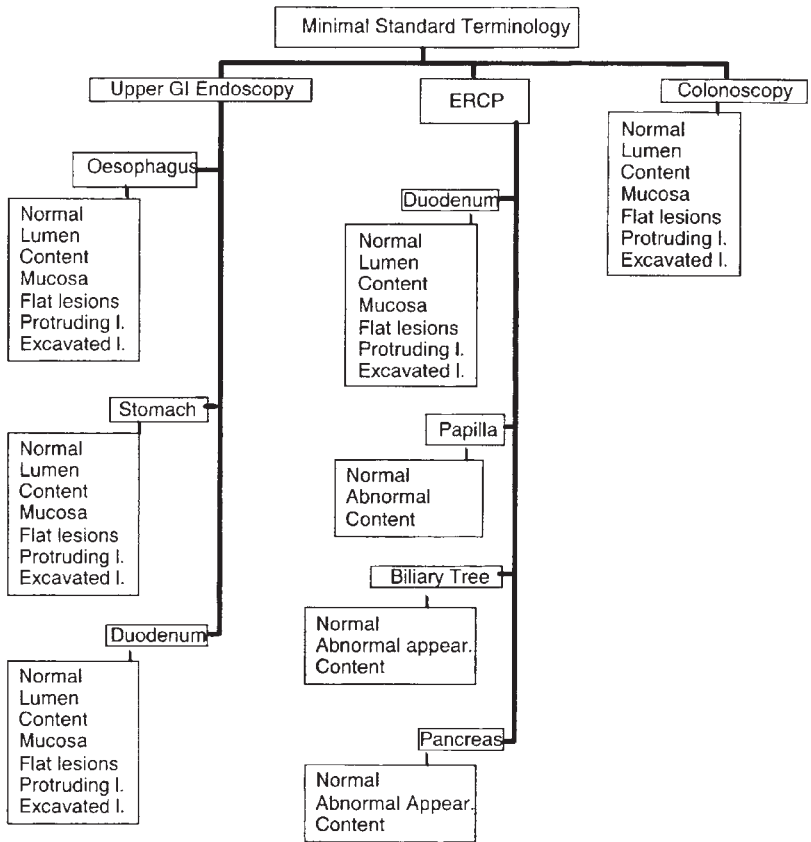 Minimal Standard Terminology
Upper GI Endoscopy
Oesophagus
Normal
Lumen
Content
Mucosa
Flat lesions
Protruding l.
Excavated l.
Stomach
Normal
Lumen
Content
Mucosa
Flat lesions
Protruding l.
Excavated l.
Duodenum
Normal
Lumen
Content
Mucosa
Flat lesions
Protruding l.
Excavated l.
ERCP
Duodenum
Normal
Lumen
Content
Mucosa
Flat lesions
Protruding l.
Excavated l.
Papilla
Normal
Abnormal
Content
Biliary Tree
Normal
Abnormal appear.
Content
Pancreas
Normal
Abnormal Appear.
Content
Colonoscopy
Normal
Lumen
Content
Mucosa
Flat lesions
Protruding l.
Excavated l.